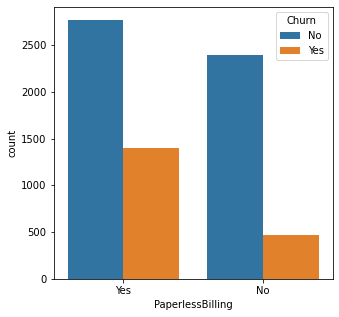 Churn
No
Yes
2500
2000
1500
1000
500
0
count
Yes No
PaperlessBilling